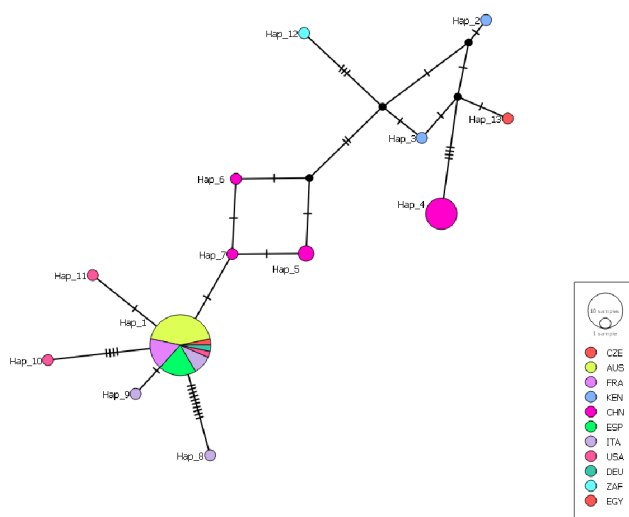 Hap_2
Hap_12
Hap_13
Hap_3
Hap_6
Hap_4
Hap_7
Hap_5
Hap_11
Hap_1
Hap_10
Hap_9
Hap_8
10 samples
1 sample
CZE
AUS
FRA
KEN
CHN
ESP
ITA
USA
DEU
ZAF
EGY